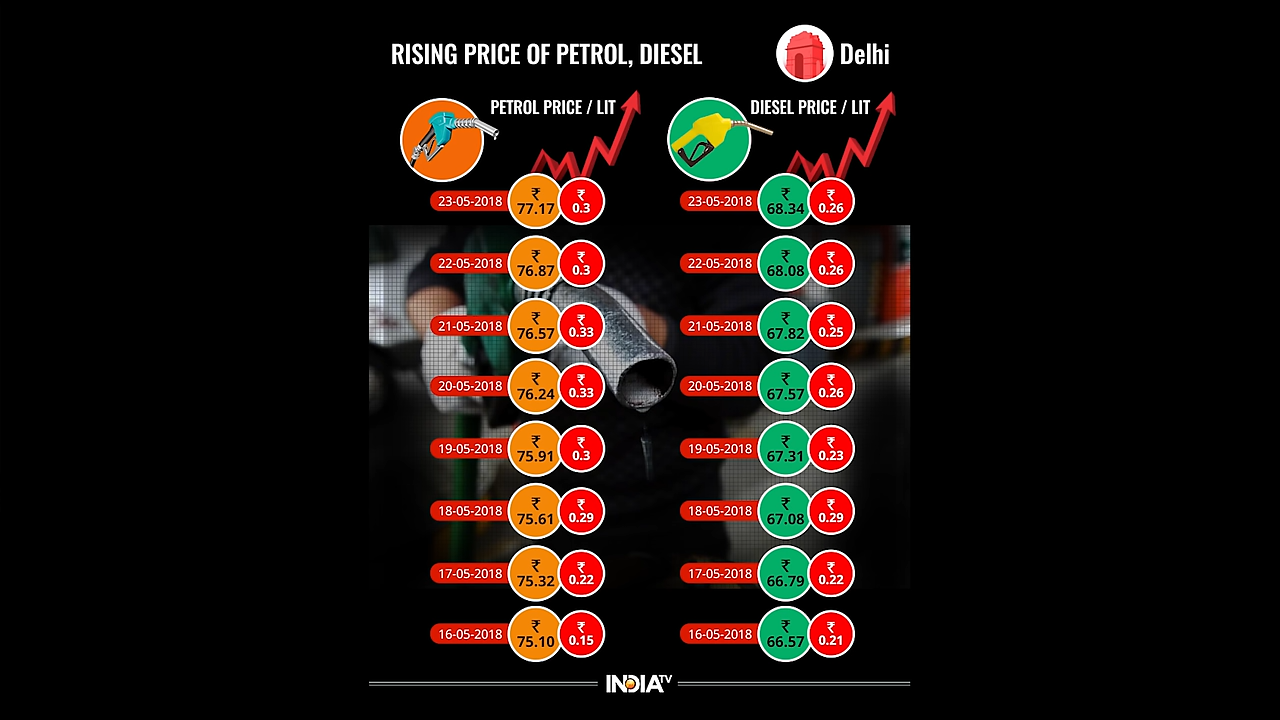 RISING PRICE OF PETROL, DIESEL
Delhi
PETROL PRICE / LIT
23-05-2018 ₹ 77.17 ₹ 0.3
22-05-2018 ₹ 76.87 ₹ 0.3
21-05-2018 ₹ 76.57 ₹ 0.33
20-05-2018 ₹ 76.24 ₹ 0.33
19-05-2018 ₹ 75.91 ₹ 0.3
18-05-2018 ₹ 75.61 ₹ 0.29
17-05-2018 ₹ 75.32 ₹ 0.22
16-05-2018 ₹ 75.10 ₹ 0.15
DIESEL PRICE / LIT
23-05-2018 ₹ 68.34 ₹ 0.26
22-05-2018 ₹ 68.08 ₹ 0.26
21-05-2018 ₹ 67.82 ₹ 0.25
20-05-2018 ₹ 67.57 ₹ 0.26
19-05-2018 ₹ 67.31 ₹ 0.23
18-05-2018 ₹ 67.08 ₹ 0.29
17-05-2018 ₹ 66.79 ₹ 0.22
16-05-2018 ₹ 66.57 ₹ 0.21
INDIA TV